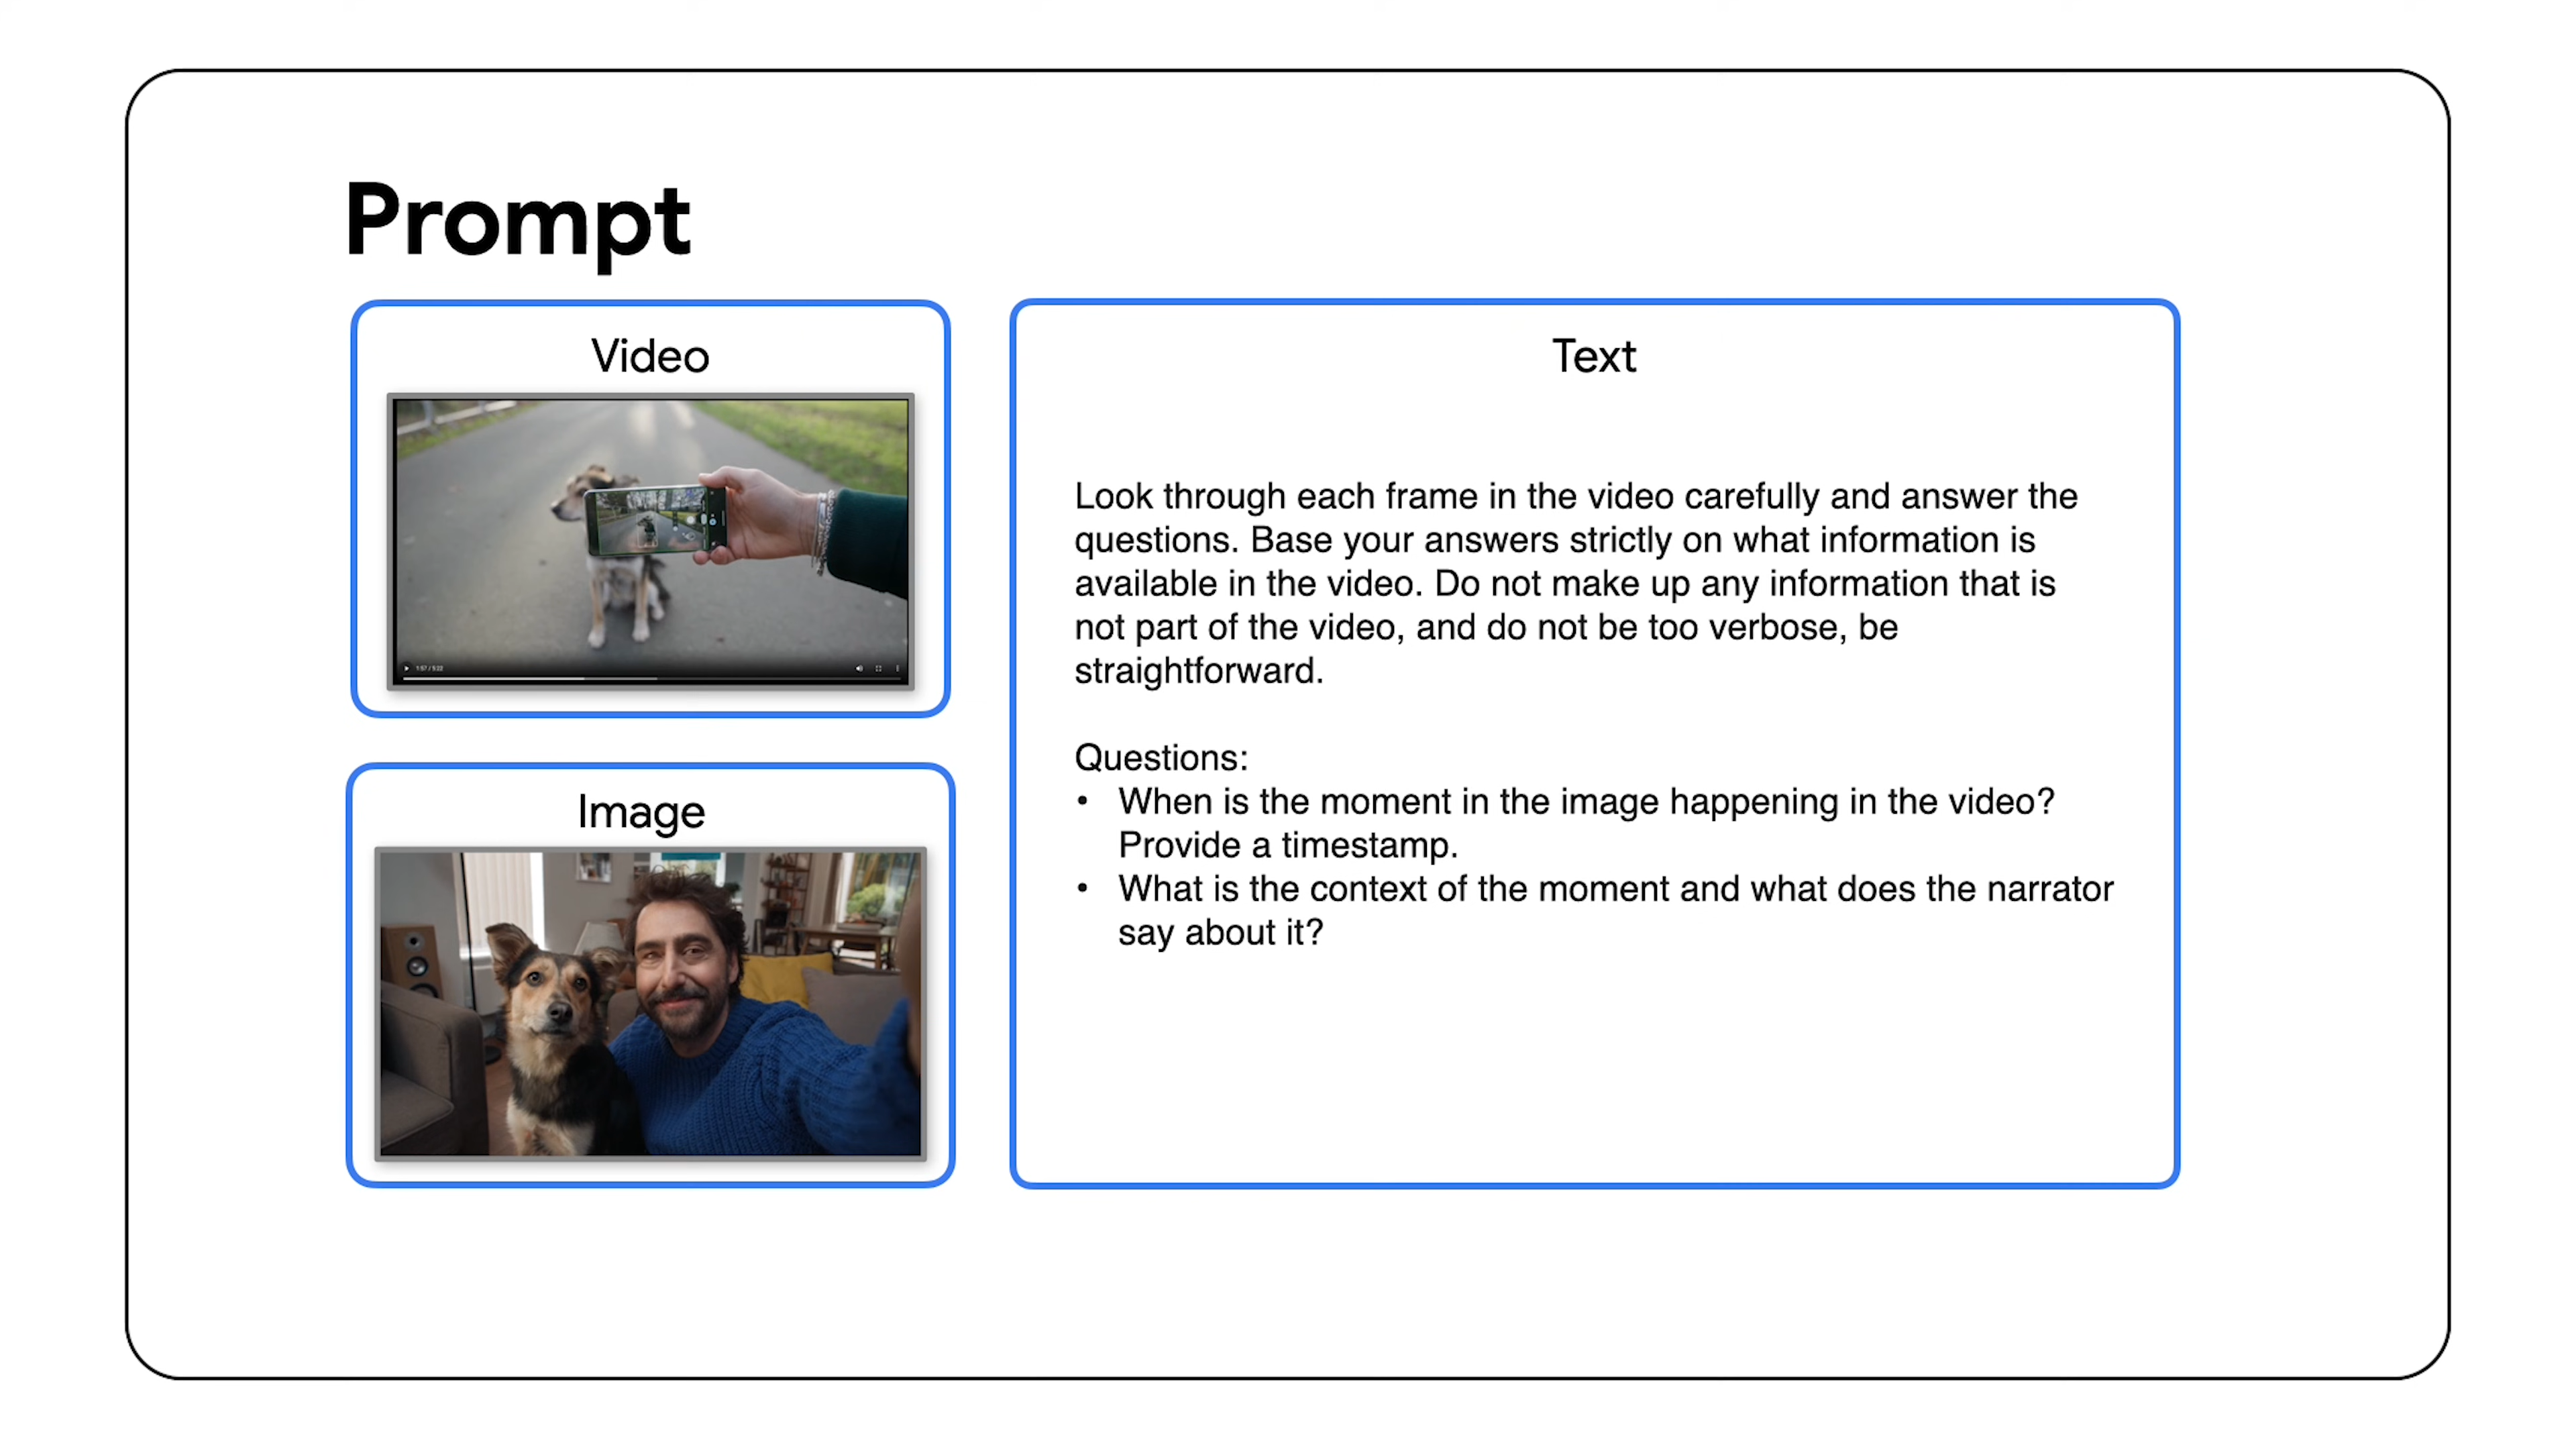 Prompt
Video
1:57 / 5:22
Image
Text
Look through each frame in the video carefully and answer the
questions. Base your answers strictly on what information is
available in the video. Do not make up any information that is
not part of the video, and do not be too verbose, be
straightforward.
Questions:
• When is the moment in the image happening in the video?
Provide a timestamp.
• What is the context of the moment and what does the narrator
say about it?